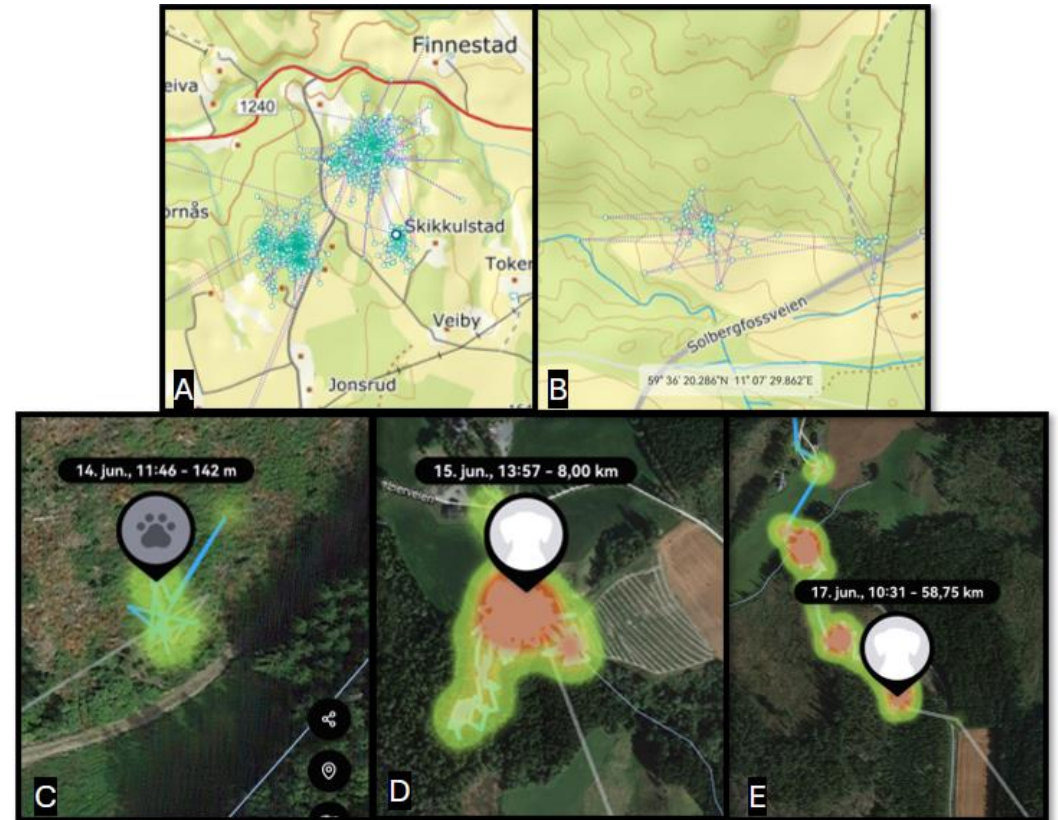 Finnestad
eiva
1240
ornås
Skikkulstad
Toker
Veiby
Jonsrud
A
Solbergfossveien
59° 36' 20.286"N 11° 07' 29.862"E
B
14. jun., 11:46 - 142 m
C
15. jun., 13:57 - 8,00 km
D
17. jun., 10:31 - 58,75 km
E